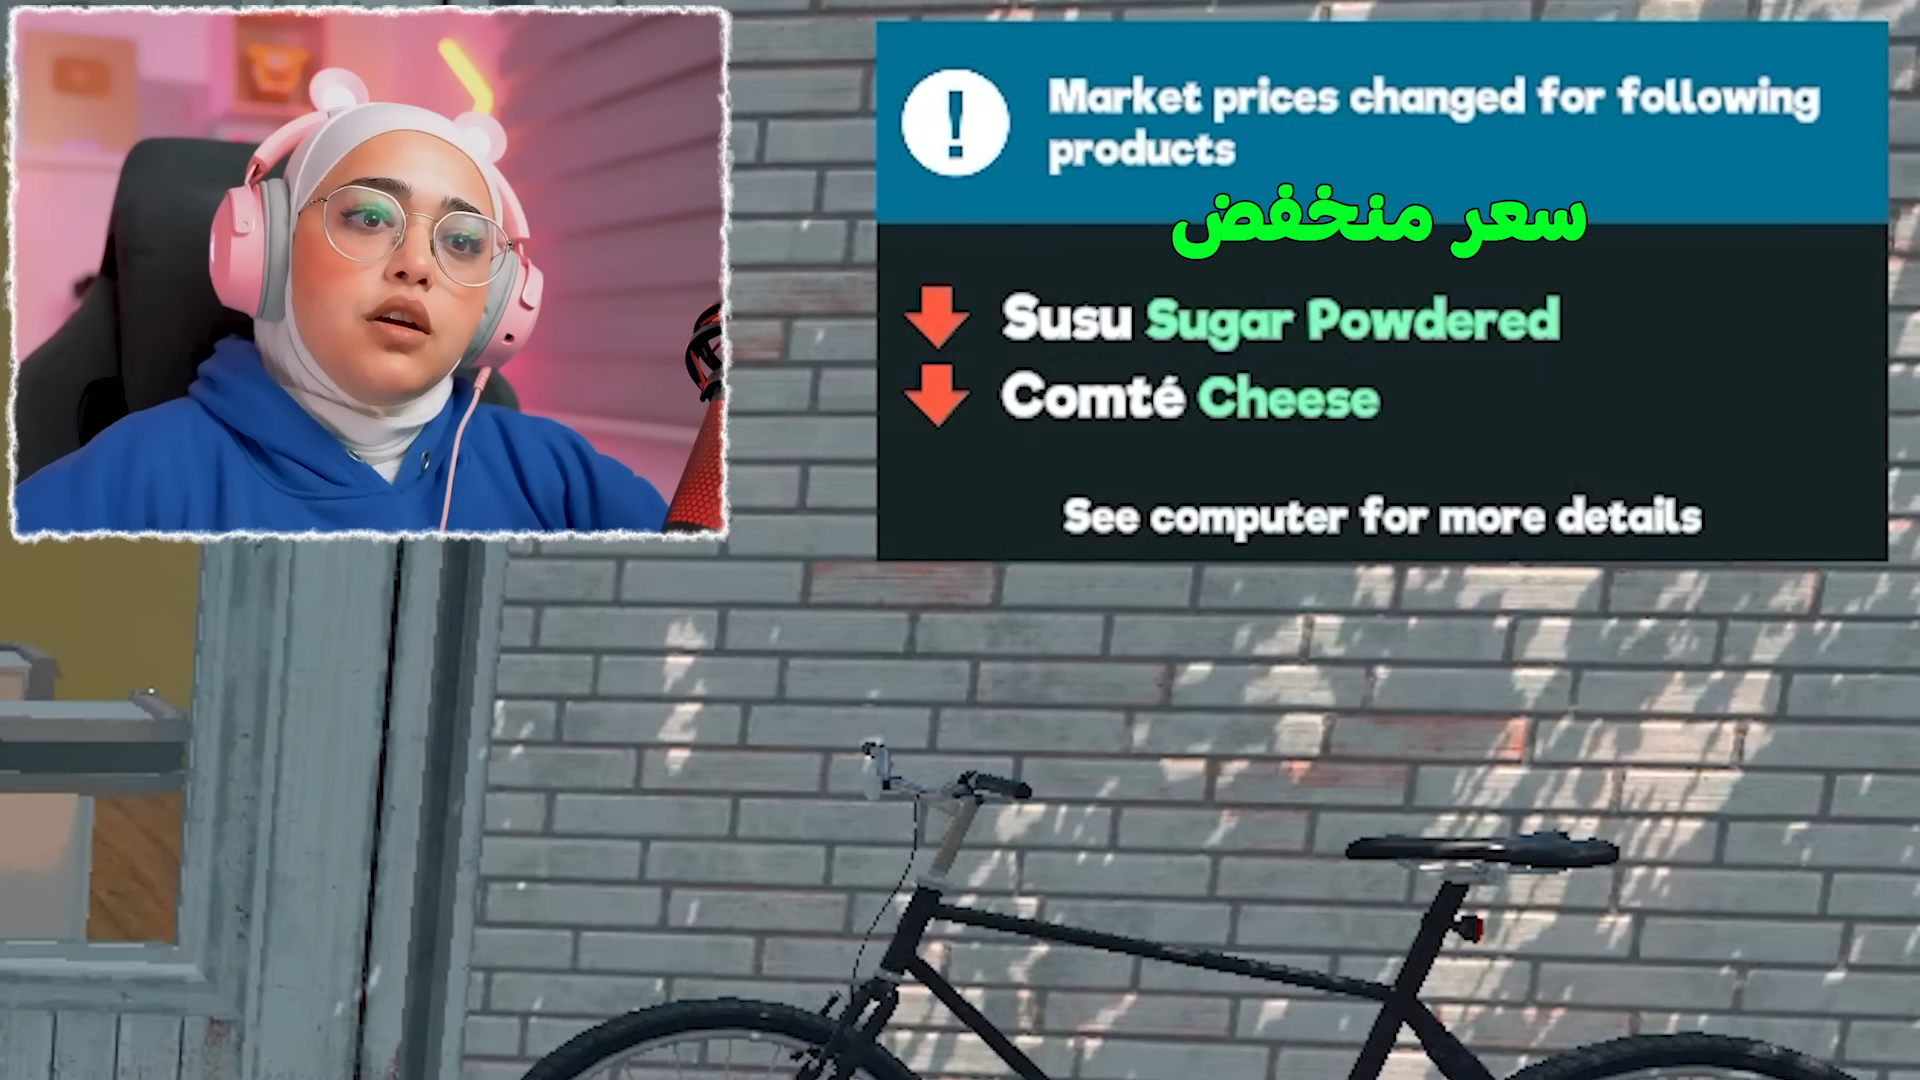 Market prices changed for following
products
سعر منخفض
Susu Sugar Powdered
Comté Cheese
See computer for more details